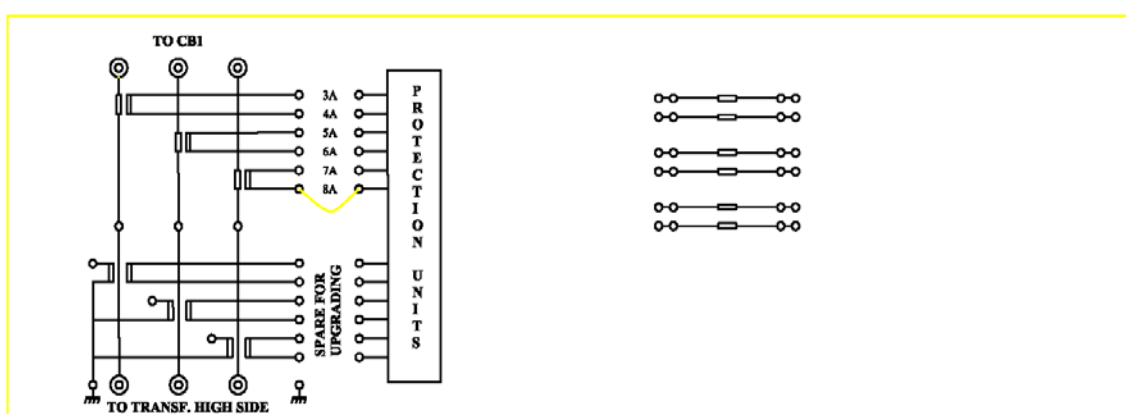 TO CB1
3A
4A
5A
6A
7A
8A
PROTECTION UNITS
SPARE FOR
UPGRADING
TO TRANSF. HIGH SIDE